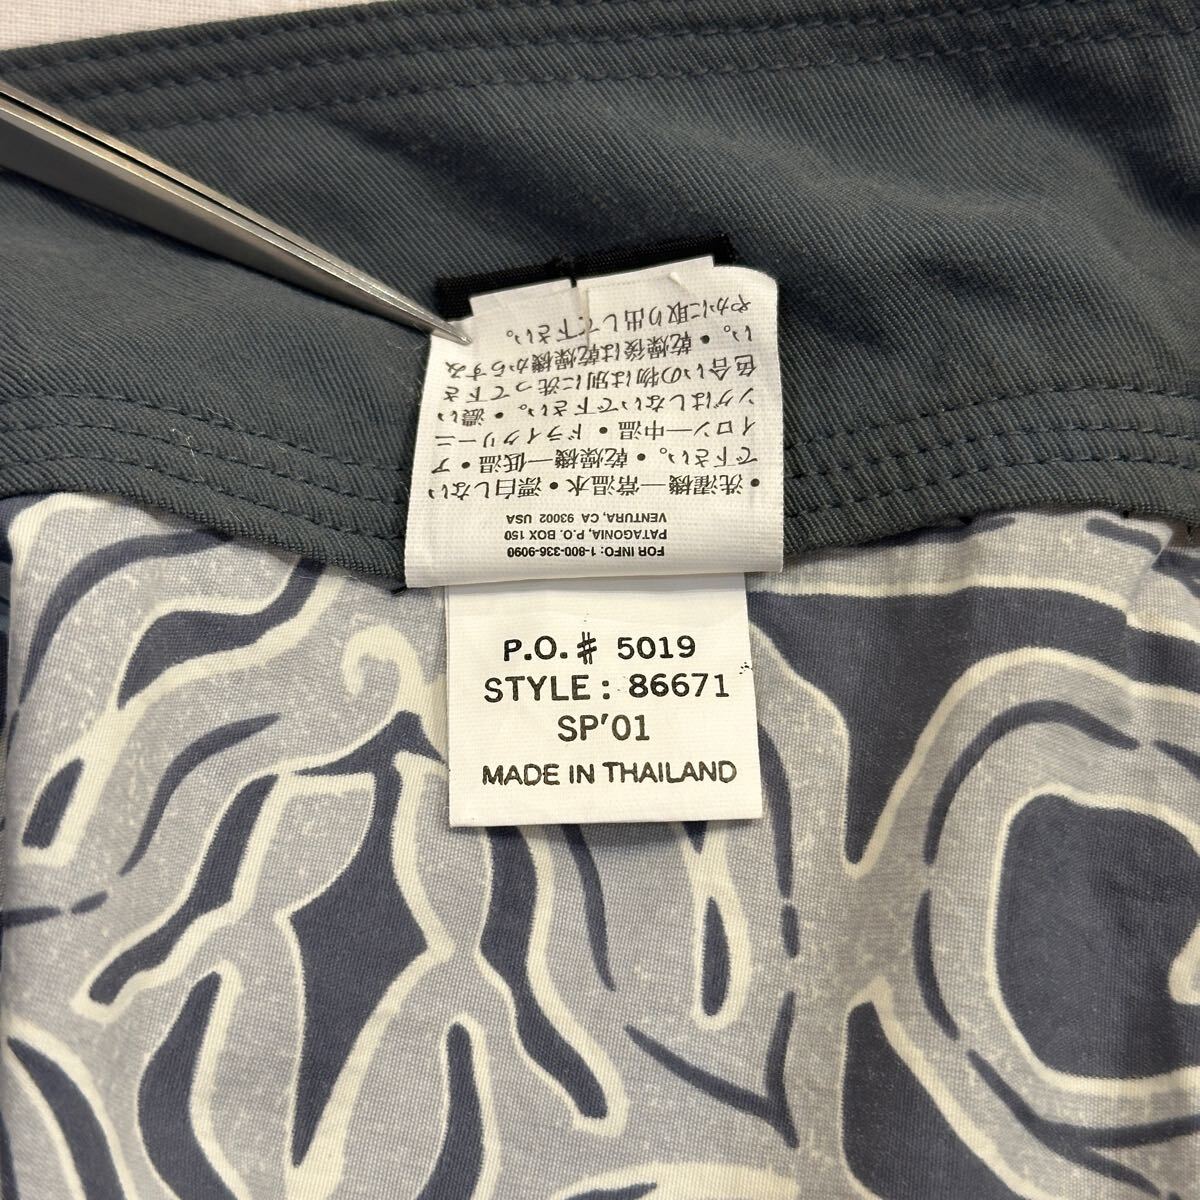 • 洗濯機—常温水・漂白しない
で下さい。• 乾燥機—低温 • ア
イロン—中温 • ドライクリーニ
ングはしないで下さい。• 濃い
色合いの物は別に洗って下さ
い。• 乾燥後は乾燥機からすみ
やかに取り出して下さい。
FOR INFO: 1-800-336-9090
PATAGONIA, P.O. BOX 150
VENTURA, CA 93002 USA
P.O.# 5019
STYLE: 86671
SP'01
MADE IN THAILAND